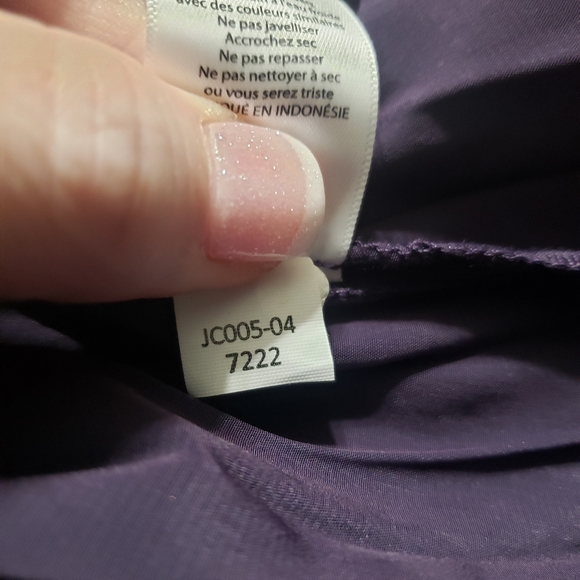 avec des couleurs similaires
Ne pas javelliser
Accrochez sec
Ne pas repasser
Ne pas nettoyer à sec
ou vous serez triste
QUÉ EN INDONÉSIE
JC005-04
7222